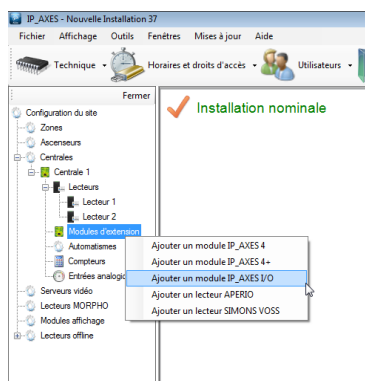 IP_AXES - Nouvelle Installation 37
Fichier Affichage Outils Fenêtres Mises à jour Aide
Technique Horaires et droits d'accès Utilisateurs
Fermer
Installation nominale
Configuration du site
Zones
Ascenseurs
Centrales
Centrale 1
Lecteurs
Lecteur 1
Lecteur 2
Modules d'extension
Automatismes
Compteurs
Entrées analogic
Serveurs vidéo
Lecteurs MORPHO
Modules affichage
Lecteurs offline
Ajouter un module IP_AXES 4
Ajouter un module IP_AXES 4+
Ajouter un module IP_AXES I/O
Ajouter un lecteur APERIO
Ajouter un lecteur SIMONS VOSS